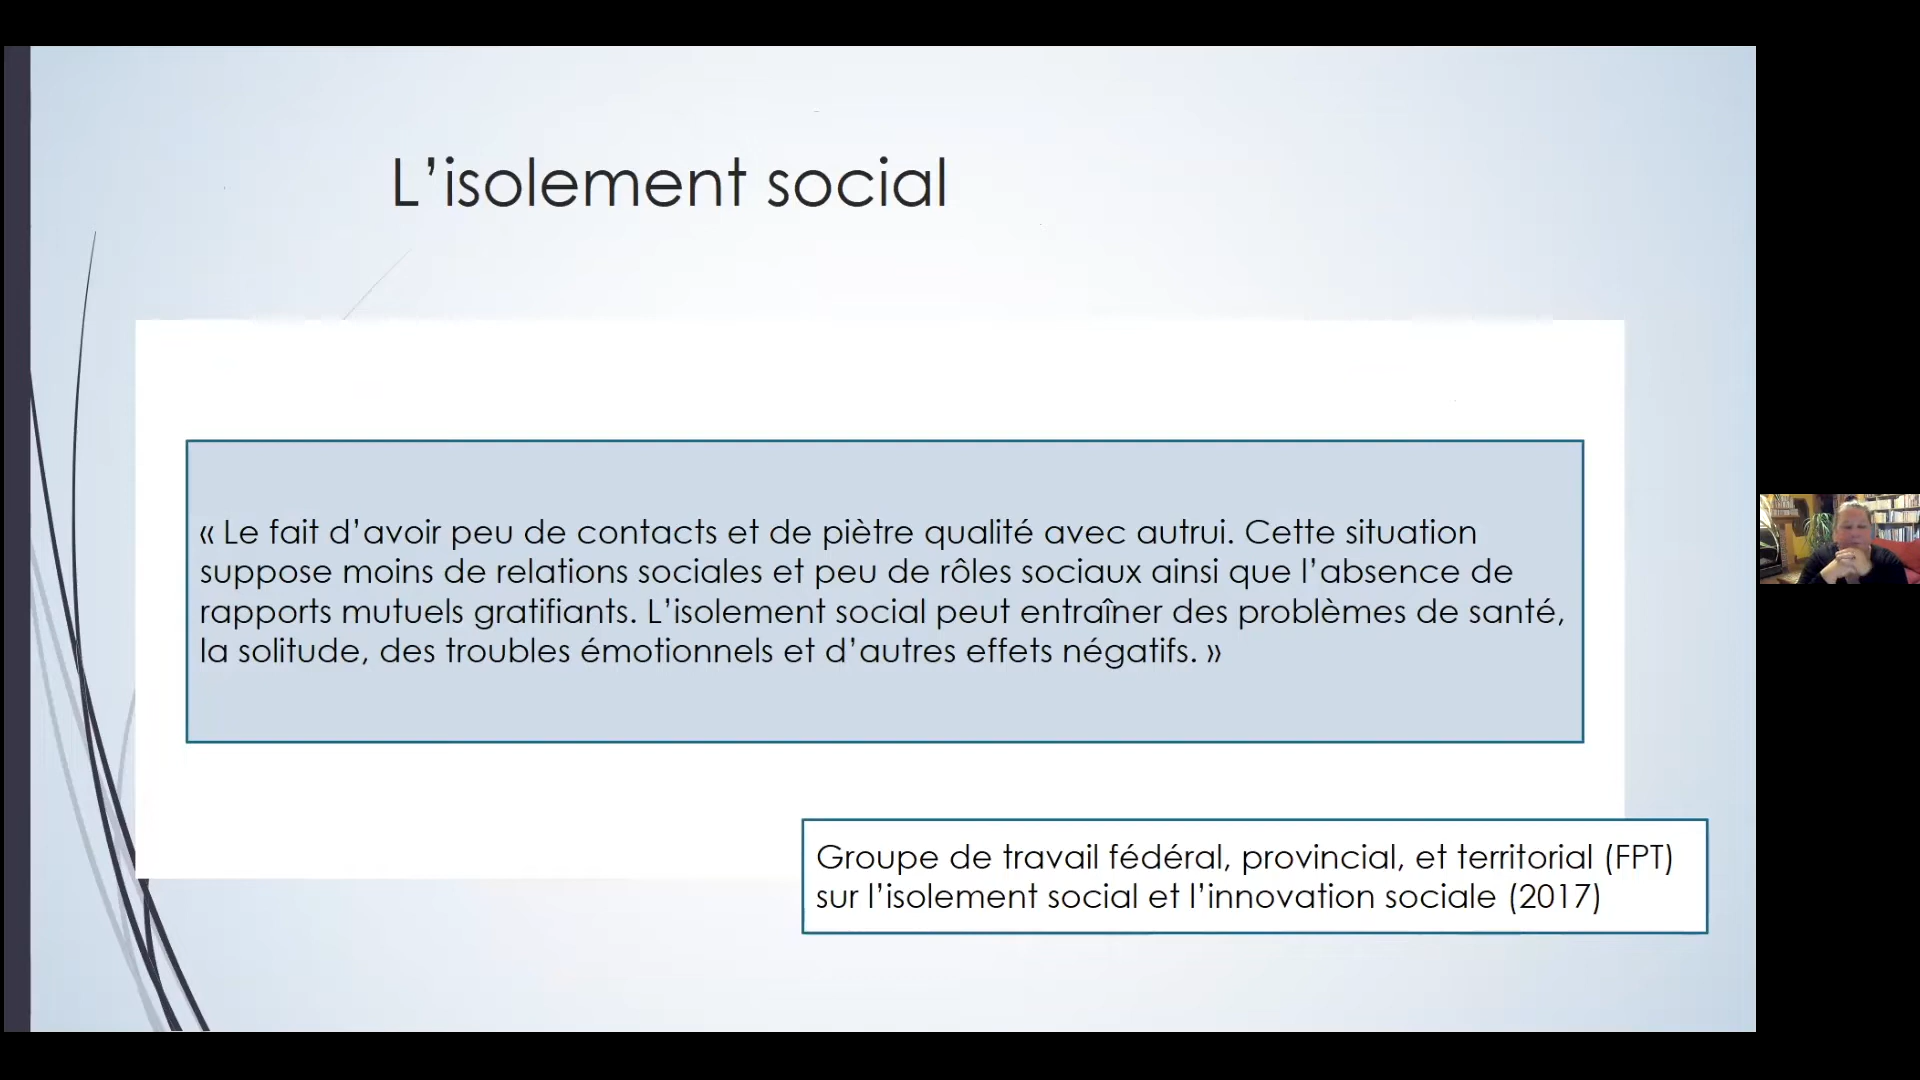 L’isolement social
« Le fait d’avoir peu de contacts et de piètre qualité avec autrui. Cette situation
suppose moins de relations sociales et peu de rôles sociaux ainsi que l’absence de
rapports mutuels gratifiants. L’isolement social peut entraîner des problèmes de santé,
la solitude, des troubles émotionnels et d’autres effets négatifs. »
Groupe de travail fédéral, provincial, et territorial (FPT)
sur l’isolement social et l’innovation sociale (2017)